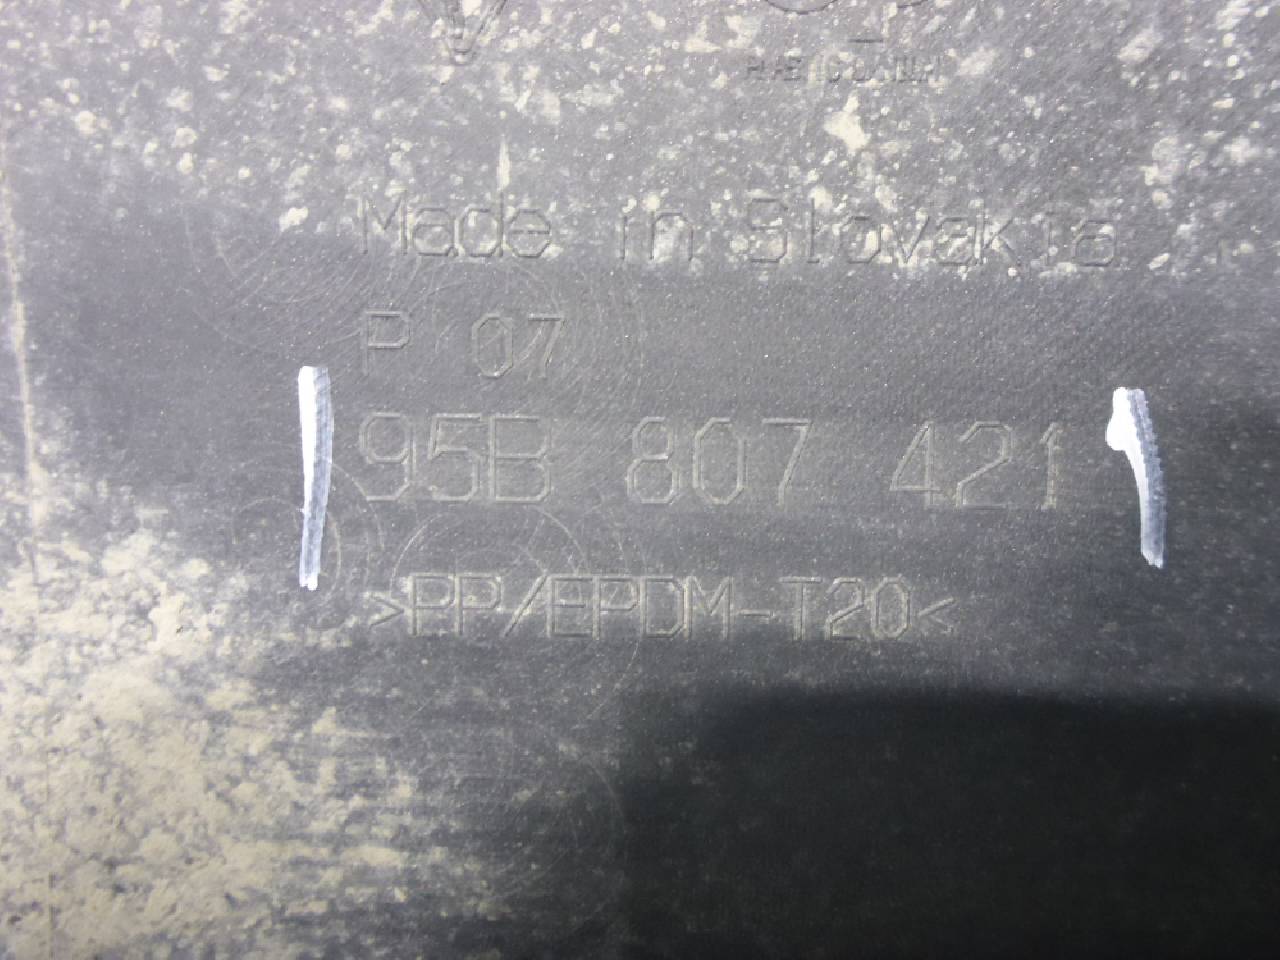 Made in Slovakia
P 07
95B 807 421
>PP/EPDM-T20<